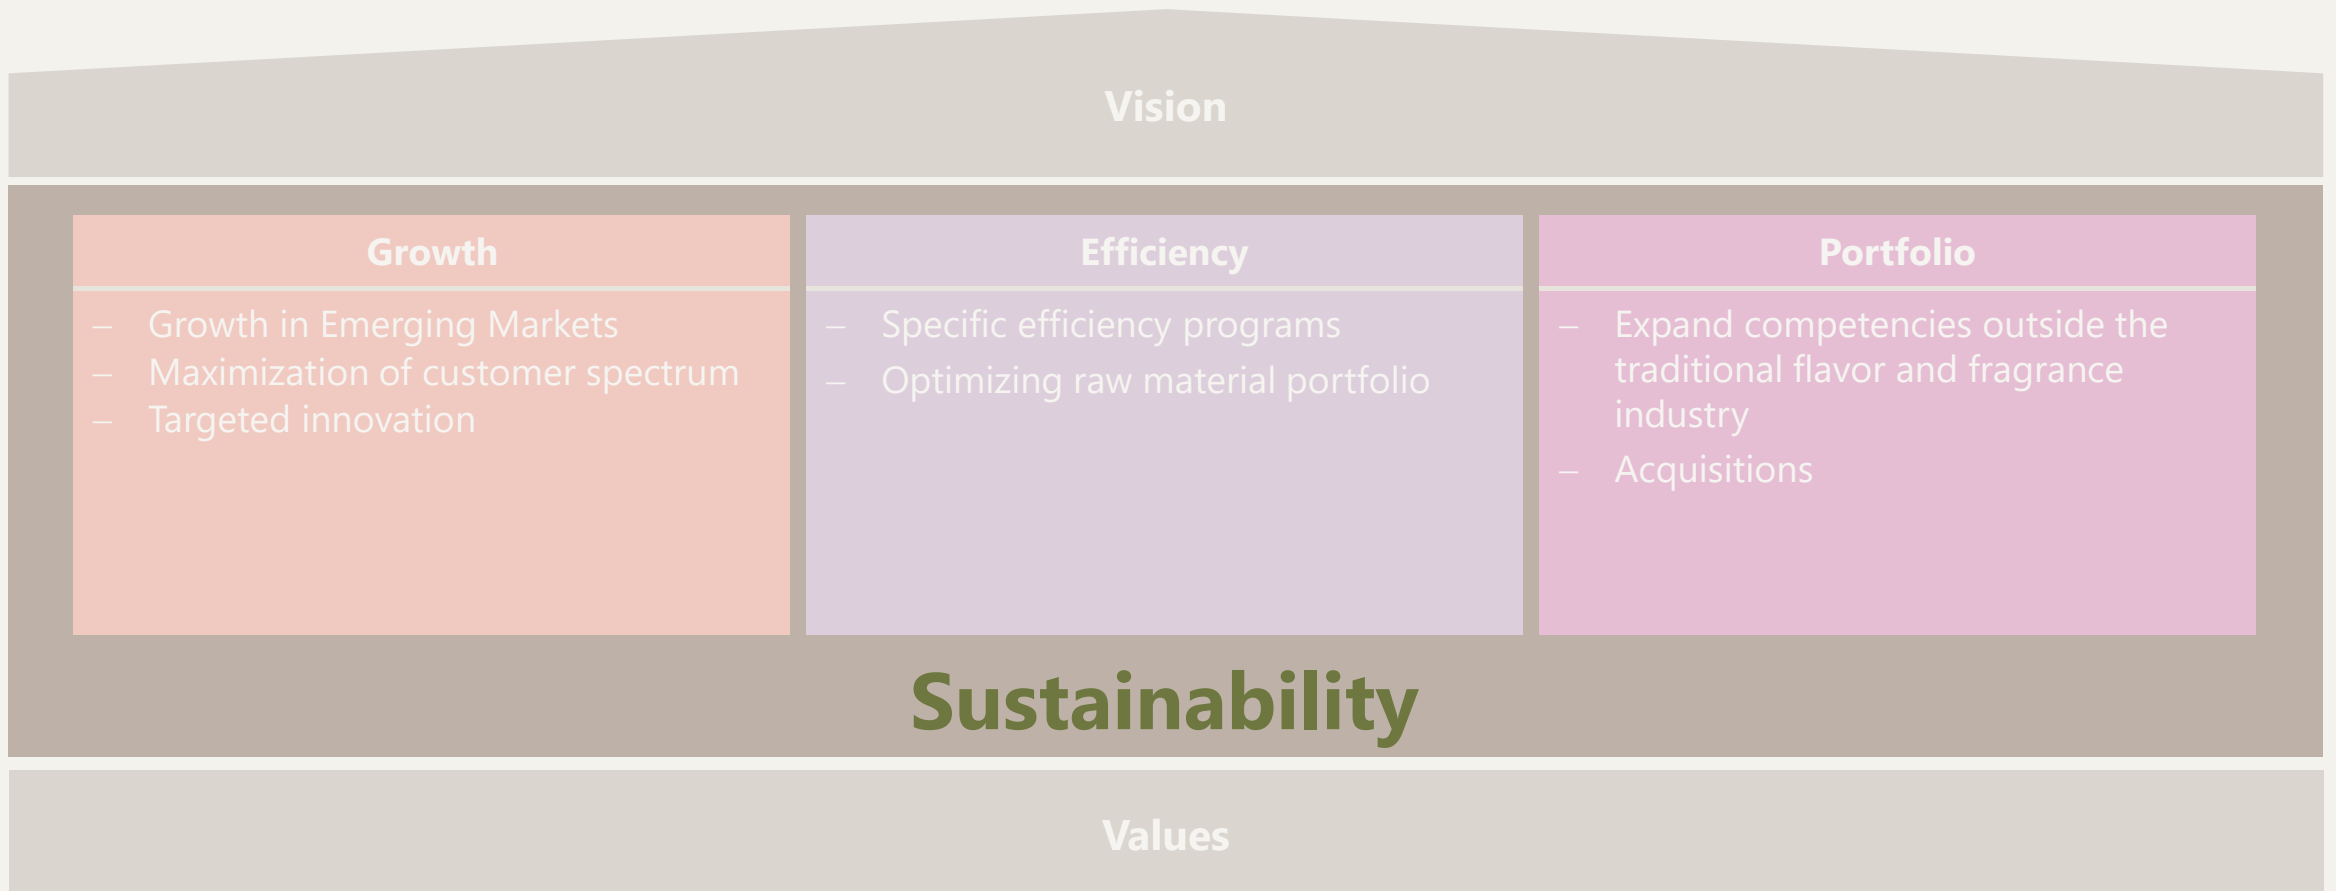 Vision
Growth
– Growth in Emerging Markets
– Maximization of customer spectrum
– Targeted innovation
Efficiency
– Specific efficiency programs
– Optimizing raw material portfolio
Portfolio
– Expand competencies outside the
traditional flavor and fragrance
industry
– Acquisitions
Sustainability
Values